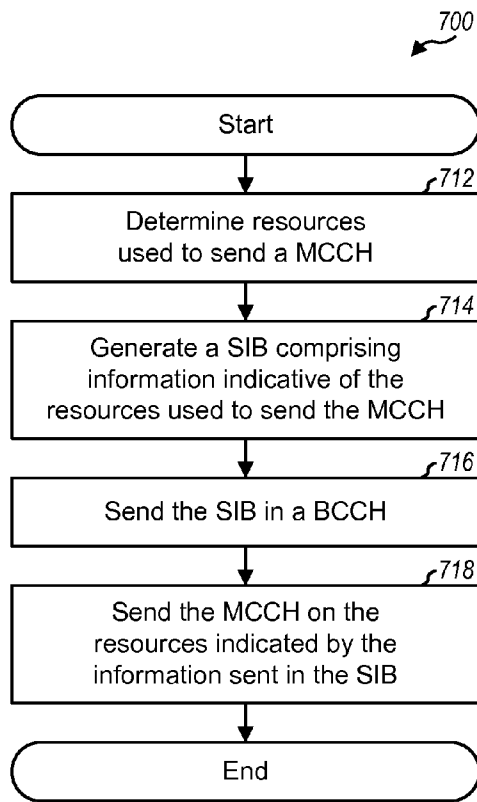 700
Start
712
Determine resources
used to send a MCCH
714
Generate a SIB comprising
information indicative of the
resources used to send the MCCH
716
Send the SIB in a BCCH
718
Send the MCCH on the
resources indicated by the
information sent in the SIB
End